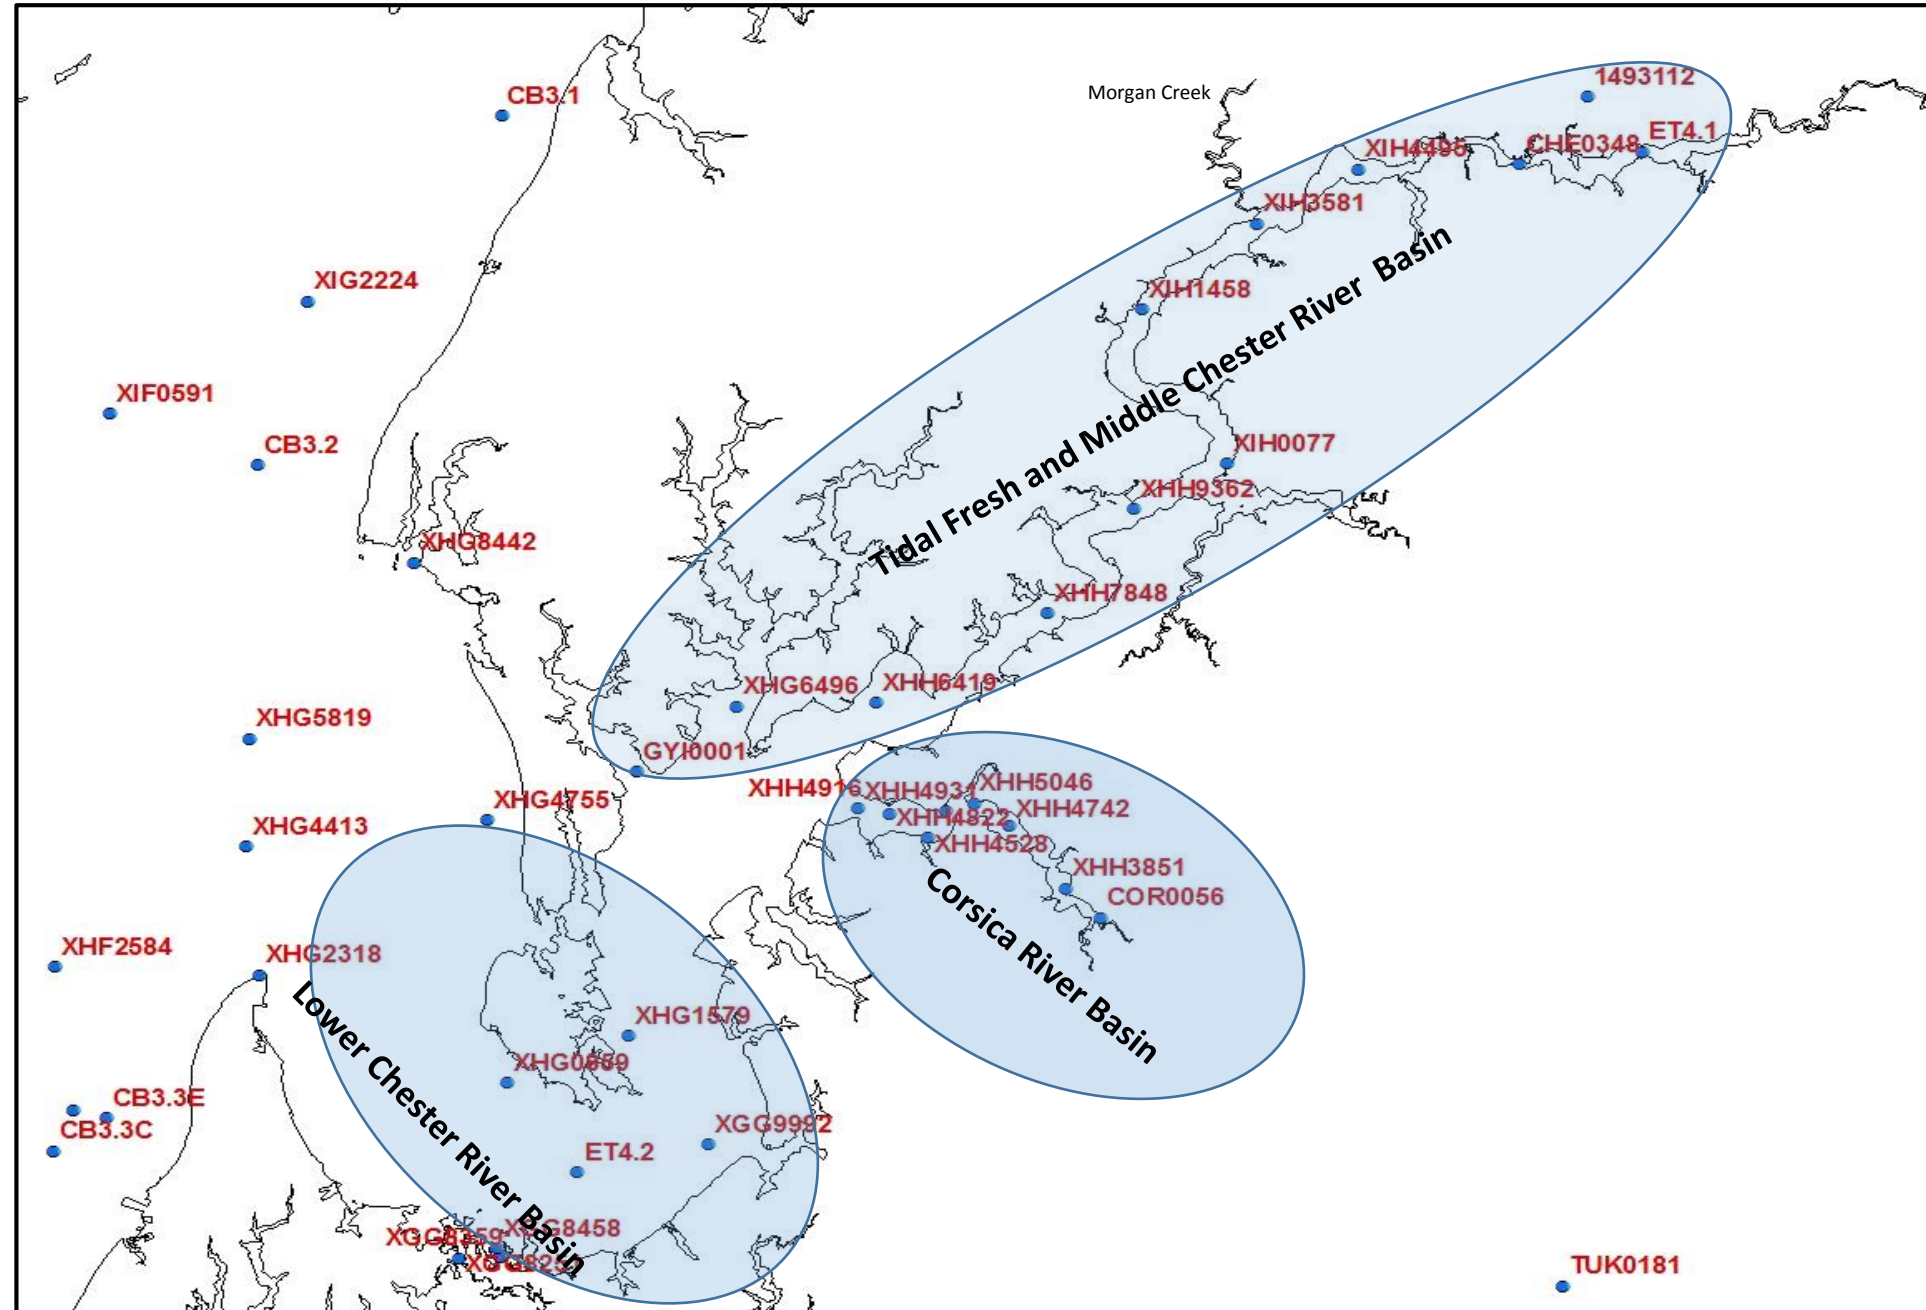 CB3.1
Morgan Creek
1493112
XIH4495
CHE0348
ET4.1
XIH3581
XIG2224
XIH1458
XIF0591
CB3.2
XIH0077
XHH9362
XHG8442
Tidal Fresh and Middle Chester River Basin
XHH7848
XHG6496
XHH6419
XHG5819
GYI0001
XHH4916
XHH4931
XHH5046
XHG4755
XHH4822
XHH4742
XHG4413
XHH4528
XHH3851
COR0056
Corsica River Basin
XHF2584
XHG2318
XHG1579
XHG0859
Lower Chester River Basin
CB3.3E
CB3.3C
XGG9992
ET4.2
XGG8458
XGG8359
TUK0181